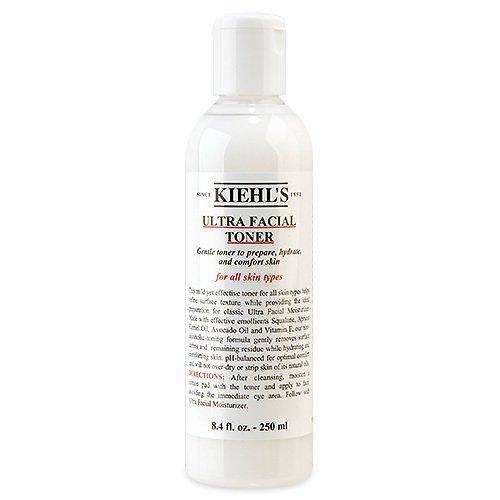 SINCE KIEHL'S 1851
ULTRA FACIAL
TONER
Gentle toner to prepare, hydrate,
and comfort skin
for all skin types
This mild yet effective toner for all skin types helps
refine surface texture while providing the ideal
preparation for classic Ultra Facial Moisturizer.
Made with effective emollients Squalane, Apricot
Kernel Oil, Avocado Oil and Vitamin E, our non-
alcoholic toning formula gently removes surface
debris and remaining residue while hydrating and
comforting skin. pH-balanced for optimal comfort
and will not over-dry or strip skin of its natural oils.
DIRECTIONS: After cleansing, moisten a
cotton pad with the toner and apply to face,
avoiding the immediate eye area. Follow with
Ultra Facial Moisturizer.
8.4 fl. oz. - 250 ml